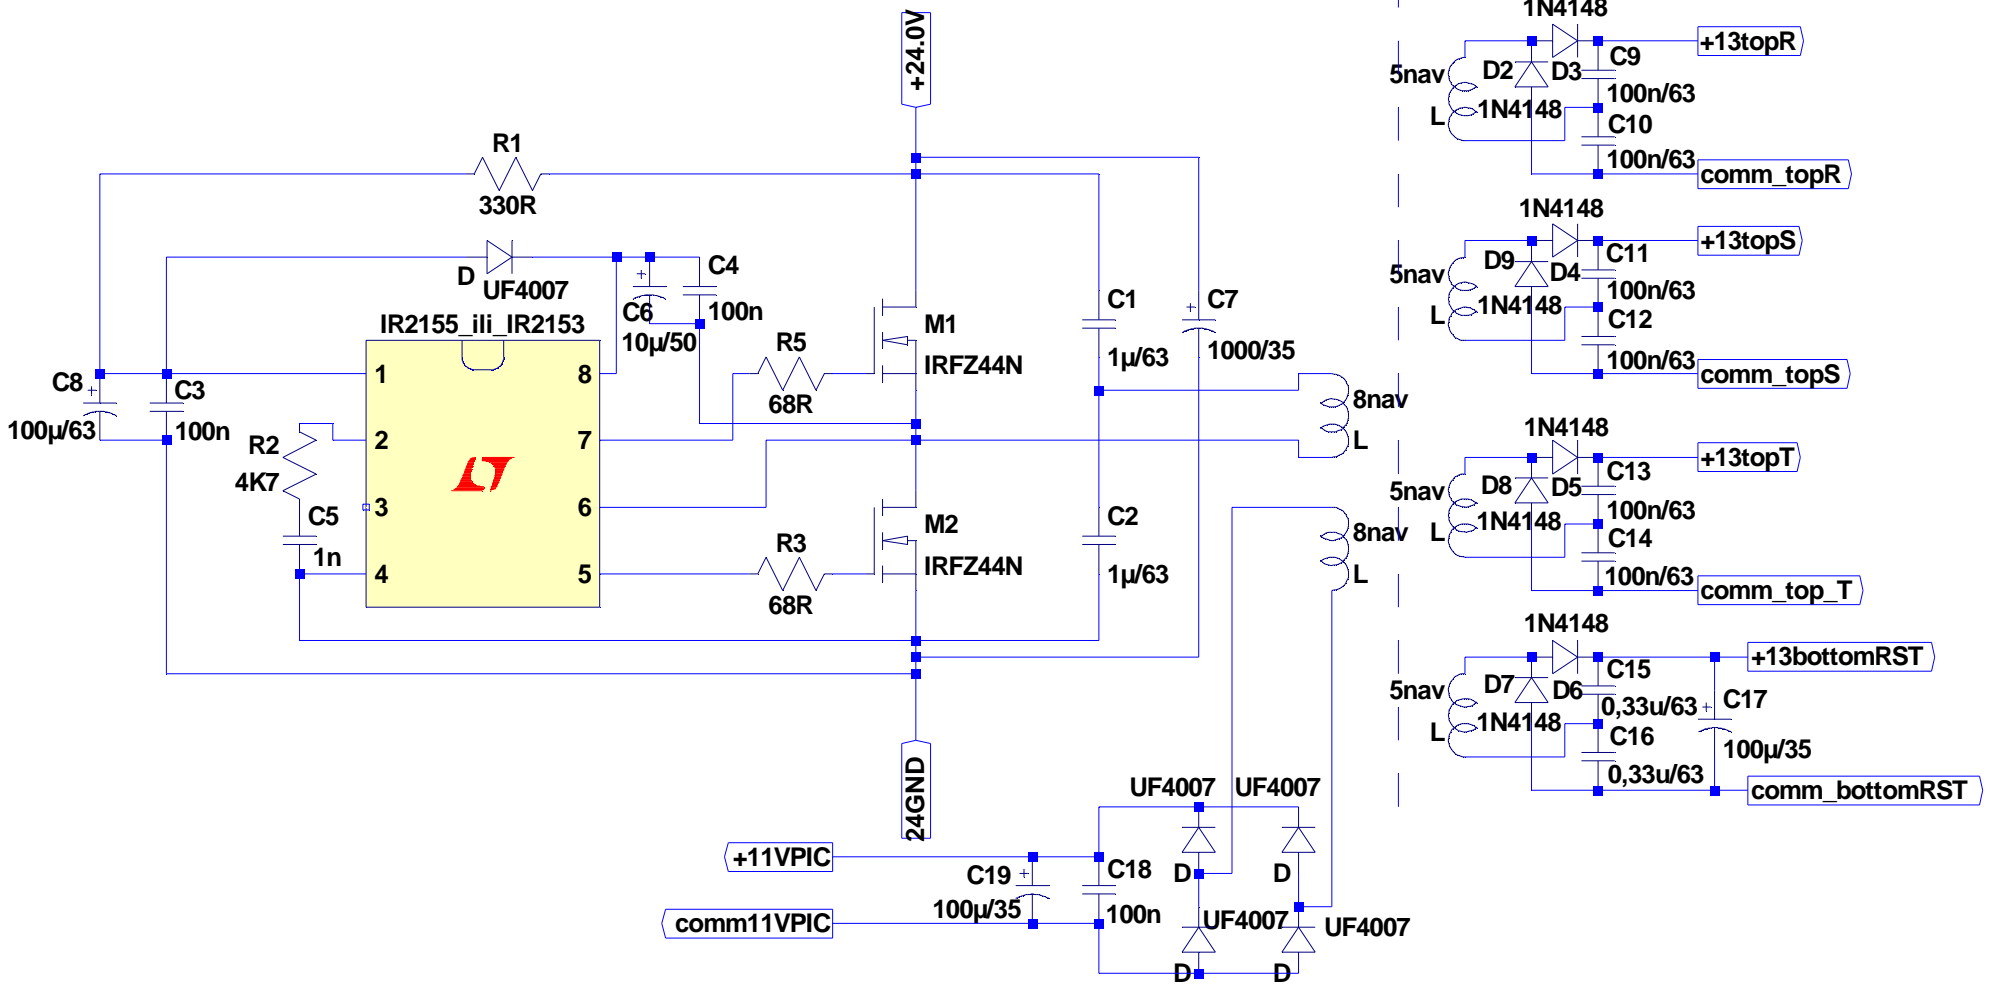 +24.0V
R1
330R
D
UF4007
C6
10µ/50
C4
100n
IR2155_ili_IR2153
1
2
3
4
8
7
6
5
C8
100µ/63
C3
100n
R2
4K7
C5
1n
R5
68R
R3
68R
M1
IRFZ44N
M2
IRFZ44N
C1
1µ/63
C2
1µ/63
C7
1000/35
8nav
L
8nav
L
24GND
+11VPIC
comm11VPIC
C19
100µ/35
C18
100n
UF4007
UF4007
D
D
UF4007
UF4007
D
D
1N4148
5nav
L
D2
D3
1N4148
C9
100n/63
C10
100n/63
+13topR
comm_topR
1N4148
5nav
L
D9
D4
1N4148
C11
100n/63
C12
100n/63
+13topS
comm_topS
1N4148
5nav
L
D8
D5
1N4148
C13
100n/63
C14
100n/63
+13topT
comm_top_T
1N4148
5nav
L
D7
D6
1N4148
C15
0,33u/63
C16
0,33u/63
C17
100µ/35
+13bottomRST
comm_bottomRST